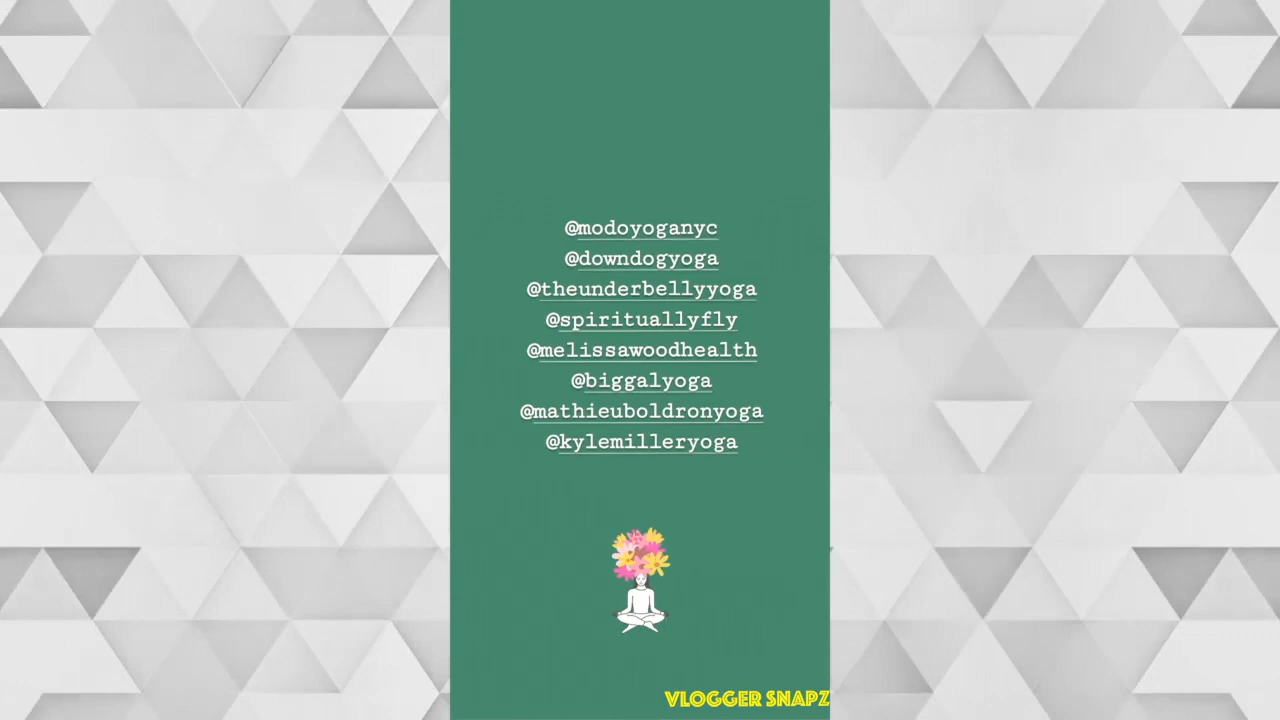 @modoyoganyc
@downdogyoga
@theunderbellyyoga
@spirituallyfly
@melissawoodhealth
@biggalyoga
@mathieuboldronyoga
@kylemilleryoga
VLOGGER SNAPZ